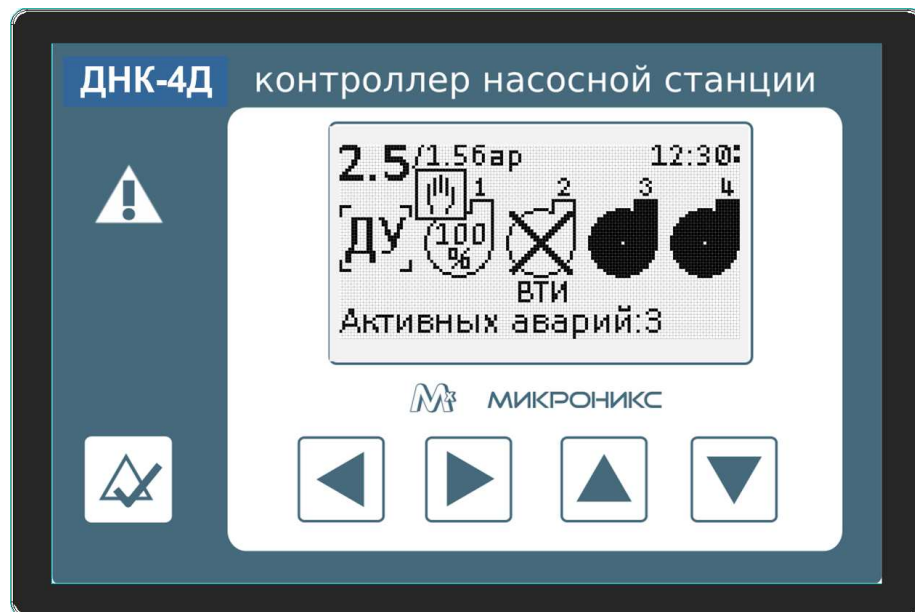 ДНК-4Д контроллер насосной станции
2.5/1.5бар 12:30:
1 2 3 4
ДУ 100 %
ВТИ
Активных аварий:3
МИКРОНИКС